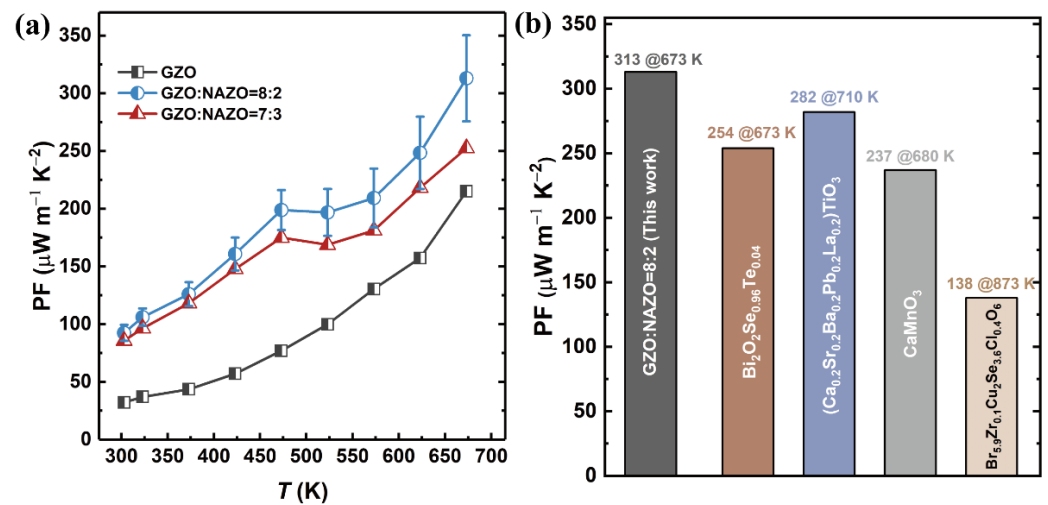 (a)
PF (μW m⁻¹ K⁻²)
350
300
250
200
150
100
50
0
GZO
GZO:NAZO=8:2
GZO:NAZO=7:3
300 350 400 450 500 550 600 650 700
T (K)
(b)
PF (μW m⁻¹ K⁻²)
350
300
250
200
150
100
50
0
313 @673 K
254 @673 K
282 @710 K
237 @680 K
138 @873 K
GZO:NAZO=8:2 (This work)
Bi₂O₂Se₀.₉₆Te₀.₀₄
(Ca₀.₂Sr₀.₂Ba₀.₂Pb₀.₂La₀.₂)TiO₃
CaMnO₃
Br₅.₉Zr₀.₁Cu₂Se₃.₆Cl₀.₄O₆